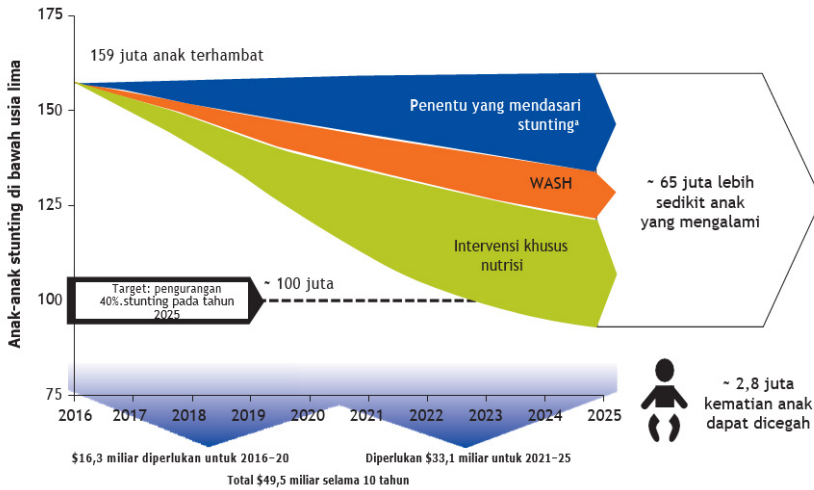 175
150
125
100
75
Anak-anak stunting di bawah usia lima
159 juta anak terhambat
Penentu yang mendasari
stuntingᵃ
WASH
Intervensi khusus
nutrisi
~ 65 juta lebih
sedikit anak
yang mengalami
Target: pengurangan
40%.stunting pada tahun
2025
~ 100 juta
2016 2017 2018 2019 2020 2021 2022 2023 2024 2025
~ 2,8 juta
kematian anak
dapat dicegah
$16,3 miliar diperlukan untuk 2016–20
Diperlukan $33,1 miliar untuk 2021–25
Total $49,5 miliar selama 10 tahun